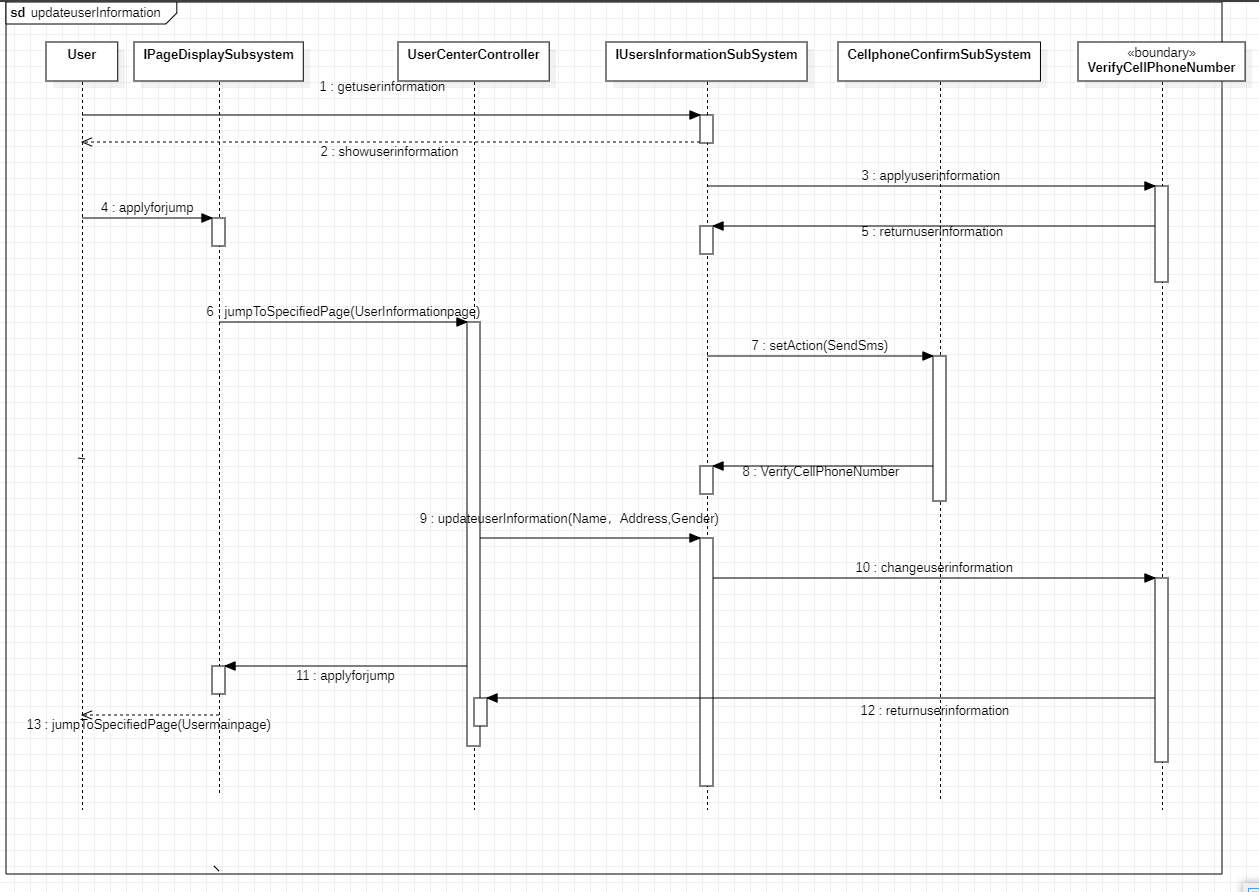 sd updateuserInformation
User
IPageDisplaySubsystem
UserCenterController
IUsersInformationSubSystem
CellphoneConfirmSubSystem
«boundary»
VerifyCellPhoneNumber
1 : getuserinformation
2 : showuserinformation
3 : applyuserinformation
4 : applyforjump
5 : returnuserinformation
6 : jumpToSpecifiedPage(UserInformationpage)
7 : setAction(SendSms)
8 : VerifyCellPhoneNumber
9 : updateuserInformation(Name，Address,Gender)
10 : changeuserinformation
11 : applyforjump
12 : returnuserinformation
13 : jumpToSpecifiedPage(Usermainpage)